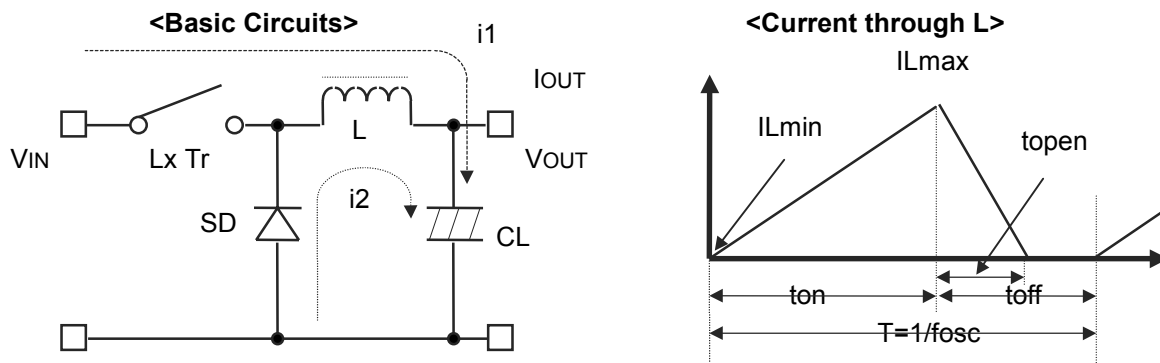 <Basic Circuits>
i1
IOUT
L
VIN
Lx Tr
VOUT
i2
SD
CL
<Current through L>
ILmax
ILmin
topen
ton
toff
T=1/fosc